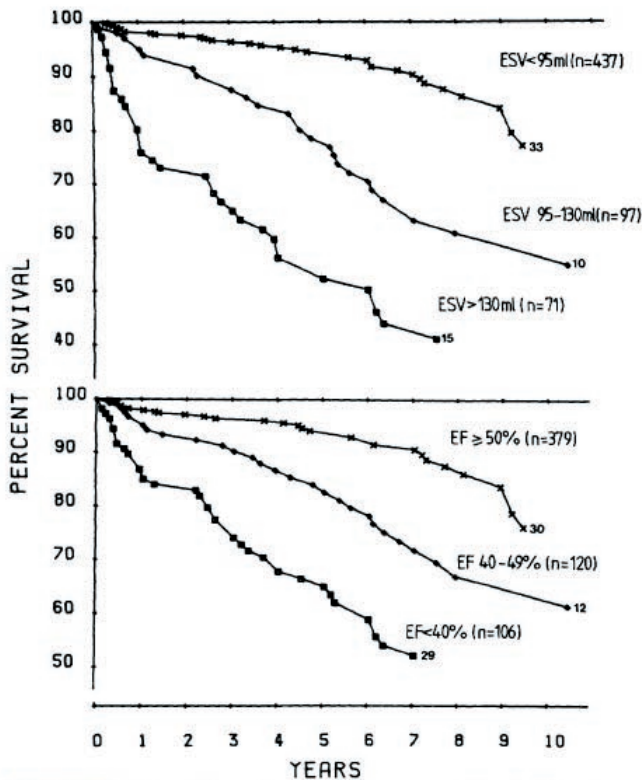 100
ESV<95ml(n=437)
90
80
33
70
ESV 95-130ml(n=97)
60
10
50
ESV>130ml(n=71)
40
15
PERCENT SURVIVAL
100
EF ≥ 50% (n=379)
90
80
30
70
EF 40-49% (n=120)
60
12
EF<40% (n=106)
50
29
0 1 2 3 4 5 6 7 8 9 10
YEARS